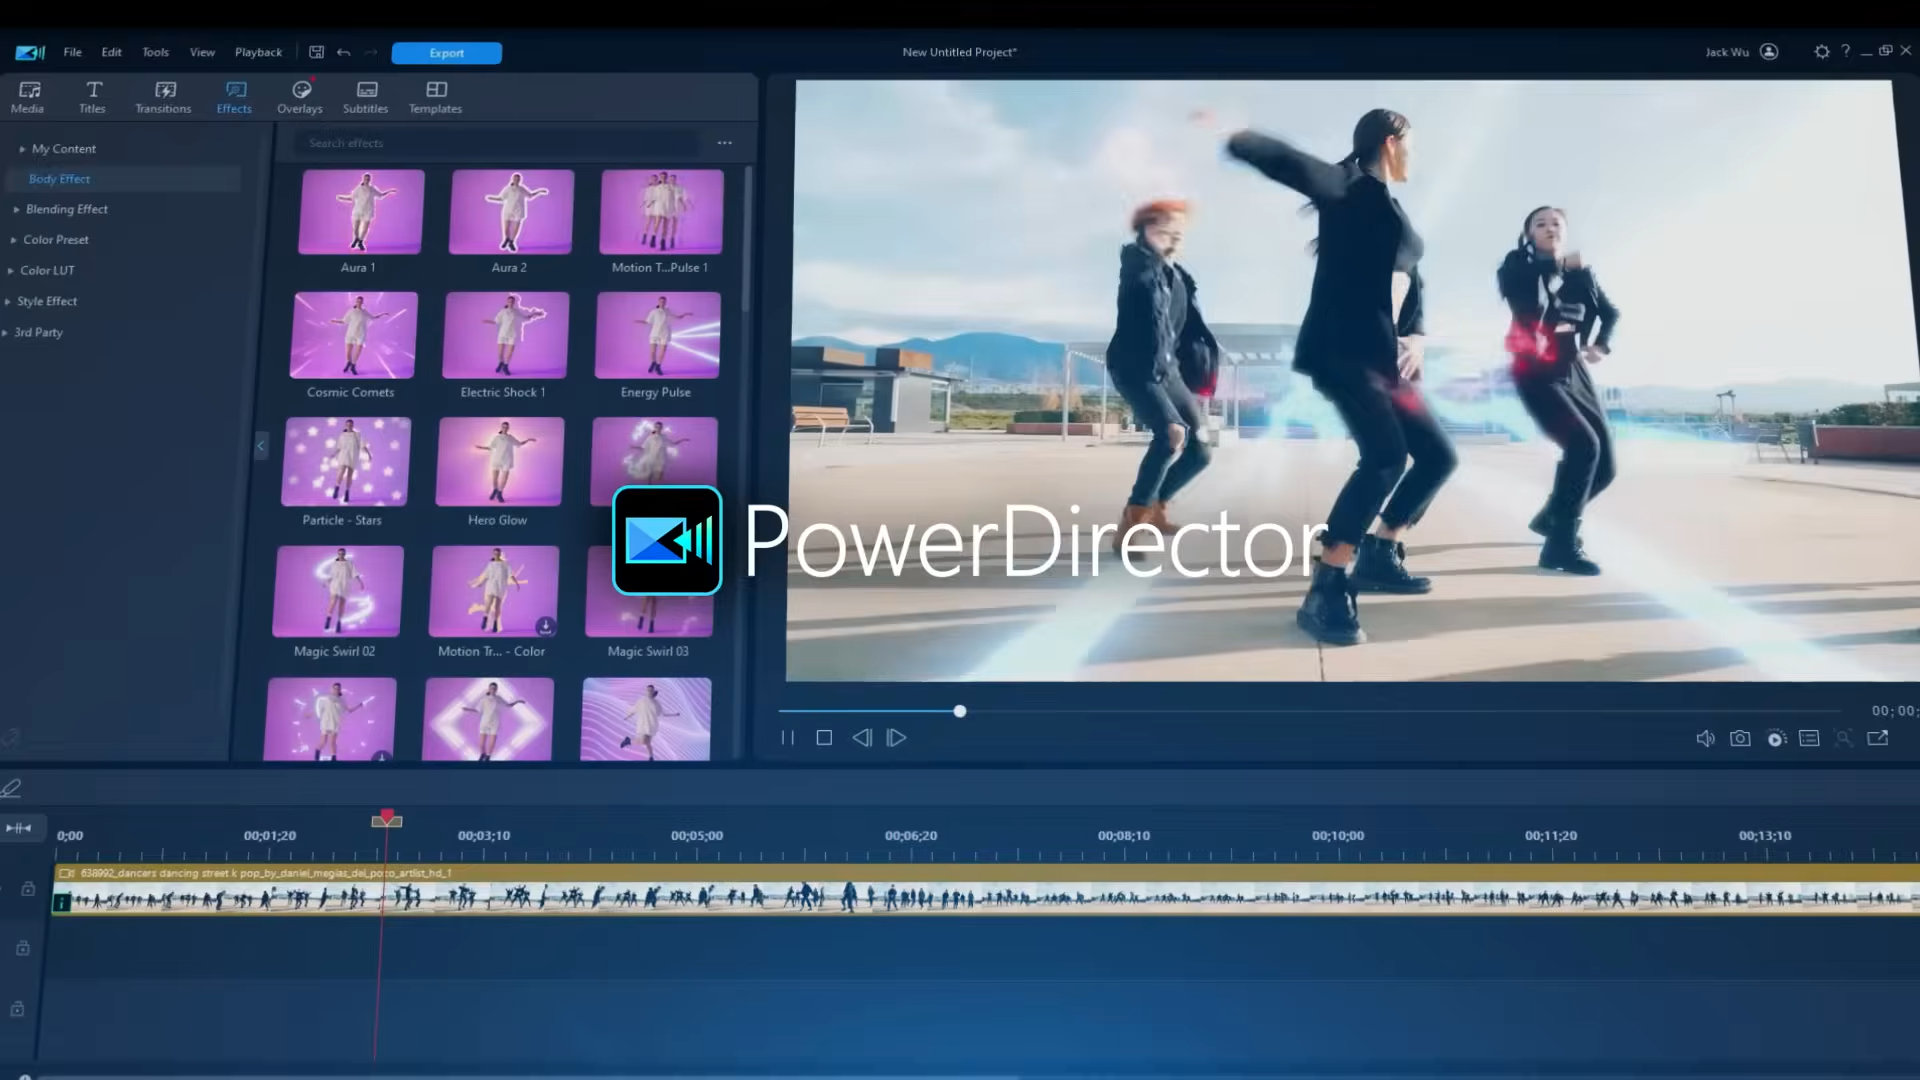 File Edit Tools View Playback Export New Untitled Project* Jack Wu ?
Media Titles Transitions Effects Overlays Subtitles Templates
Search effects
My Content
Body Effect
Blending Effect
Color Preset
Color LUT
Style Effect
3rd Party
Aura 1 Aura 2 Motion T...Pulse 1
Cosmic Comets Electric Shock 1 Energy Pulse
Particle - Stars Hero Glow
Magic Swirl 02 Motion Tr... - Color Magic Swirl 03
PowerDirector
00;00;
0;00 00;01;20 00;03;10 00;05;00 00;06;20 00;08;10 00;10;00 00;11;20 00;13;10
638992_dancers dancing street k pop_by_daniel_megias_del_pozo_artlist_hd_1
i